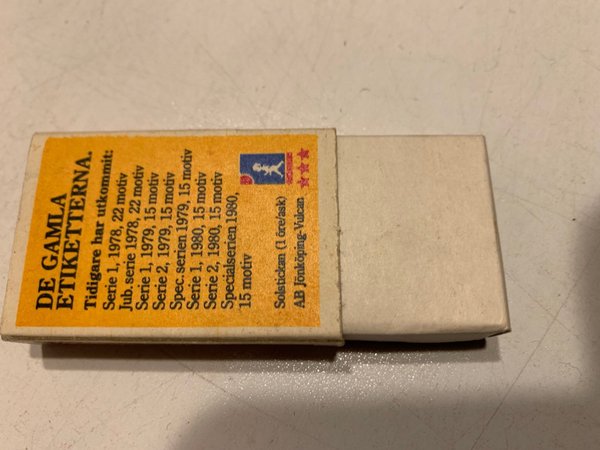 DE GAMLA
ETIKETTERNA.
Tidigare har utkommit:
Serie 1, 1978, 22 motiv
Jub. serie 1978, 22 motiv
Serie 1, 1979, 15 motiv
Serie 2, 1979, 15 motiv
Spec. serien 1979, 15 motiv
Serie 1, 1980, 15 motiv
Serie 2, 1980, 15 motiv
Specialserien 1980,
15 motiv
Solstickan (1 öre/ask)
AB Jönköping-Vulcan